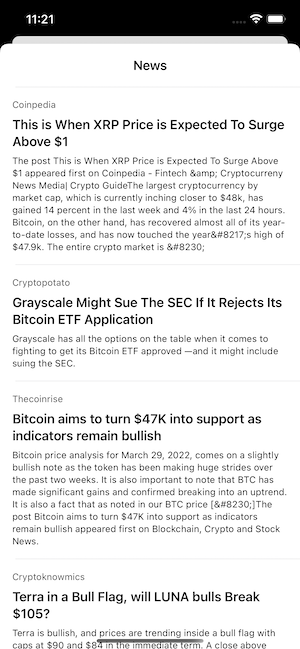 11:21
News
Coinpedia
This is When XRP Price is Expected To Surge
Above $1
The post This is When XRP Price is Expected To Surge Above
$1 appeared first on Coinpedia - Fintech &amp; Cryptocurreny
News Media| Crypto GuideThe largest cryptocurrency by
market cap, which is currently inching closer to $48k, has
gained 14 percent in the last week and 4% in the last 24 hours.
Bitcoin, on the other hand, has recovered almost all of its year-
to-date losses, and has now touched the year&#8217;s high of
$47.9k. The entire crypto market is &#8230;
Cryptopotato
Grayscale Might Sue The SEC If It Rejects Its
Bitcoin ETF Application
Grayscale has all the options on the table when it comes to
fighting to get its Bitcoin ETF approved —and it might include
suing the SEC.
Thecoinrise
Bitcoin aims to turn $47K into support as
indicators remain bullish
Bitcoin price analysis for March 29, 2022, comes on a slightly
bullish note as the token has been making huge strides over
the past two weeks. It is also important to note that BTC has
made significant gains and confirmed breaking into an uptrend.
It is also a fact that as noted in our BTC price [&#8230;]The
post Bitcoin aims to turn $47K into support as indicators
remain bullish appeared first on Blockchain, Crypto and Stock
News.
Cryptoknowmics
Terra in a Bull Flag, will LUNA bulls Break
$105?
Terra is bullish, and prices are trending inside a bull flag with
caps at $90 and $84 in the immediate term. A close above